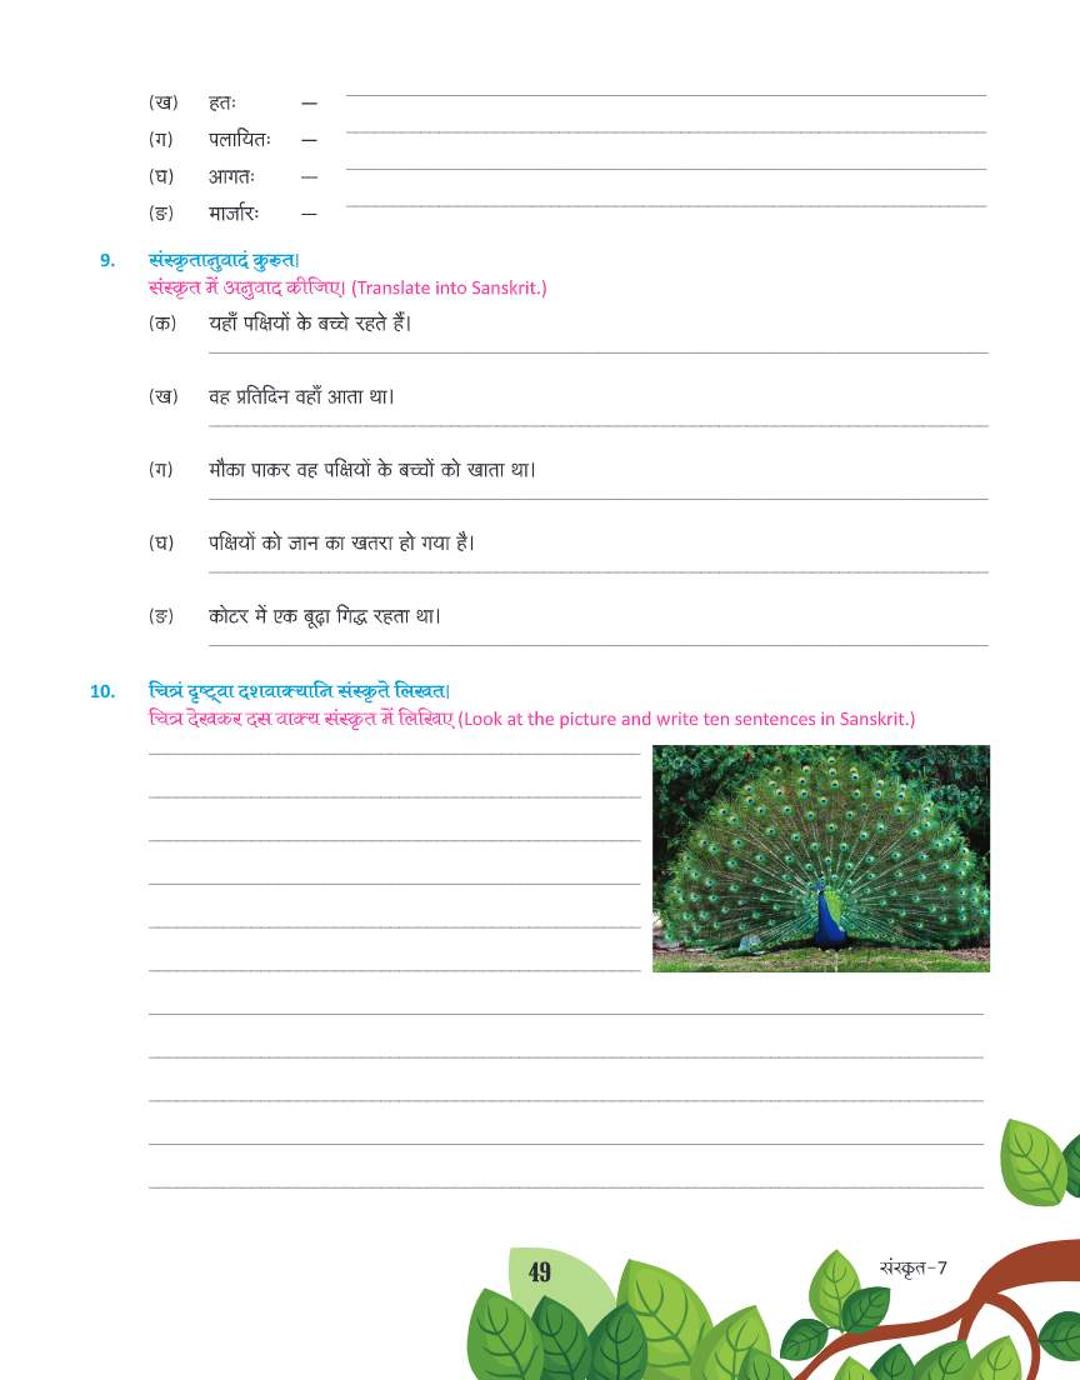 (ख) हतः —
(ग) पलायितः —
(घ) आगतः —
(ङ) मार्जारः —
9. संस्कृतानुवादं कुरुत।
संस्कृत में अनुवाद कीजिए। (Translate into Sanskrit.)
(क) यहाँ पक्षियों के बच्चे रहते हैं।
(ख) वह प्रतिदिन वहाँ आता था।
(ग) मौका पाकर वह पक्षियों के बच्चों को खाता था।
(घ) पक्षियों को जान का खतरा हो गया है।
(ङ) कोटर में एक बूढ़ा गिद्ध रहता था।
10. चित्रं दृष्ट्वा दशवाक्यानि संस्कृते लिखत।
चित्र देखकर दस वाक्य संस्कृत में लिखिए (Look at the picture and write ten sentences in Sanskrit.)
49
संस्कृत–7